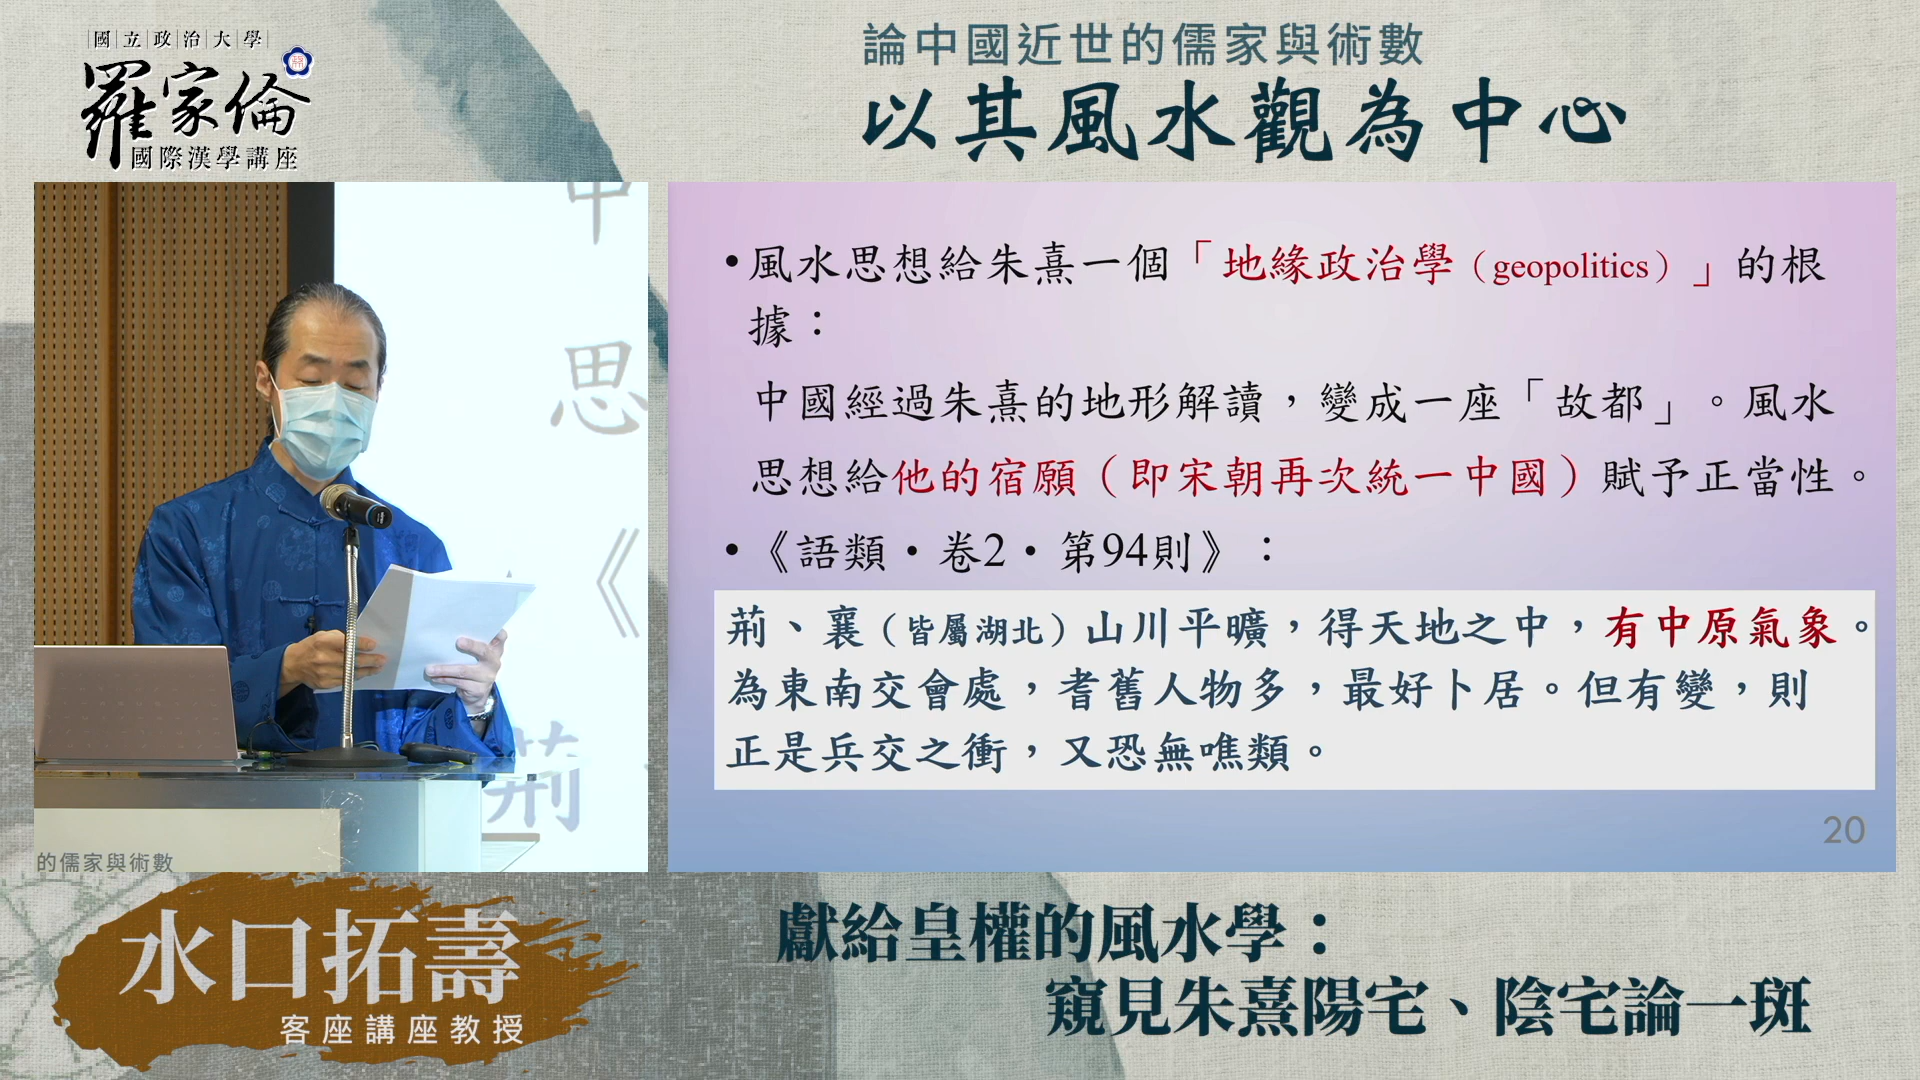 國立政治大學
羅家倫
國際漢學講座
論中國近世的儒家與術數
以其風水觀為中心
中
思
《
荊
的儒家與術數
•風水思想給朱熹一個「地緣政治學（geopolitics）」的根
據：
中國經過朱熹的地形解讀，變成一座「故都」。風水
思想給他的宿願（即宋朝再次統一中國）賦予正當性。
•《語類・卷2・第94則》：
荊、襄（皆屬湖北）山川平曠，得天地之中，有中原氣象。
為東南交會處，耆舊人物多，最好卜居。但有變，則
正是兵交之衝，又恐無噍類。
20
水口拓壽
客座講座教授
獻給皇權的風水學：
窺見朱熹陽宅、陰宅論一斑